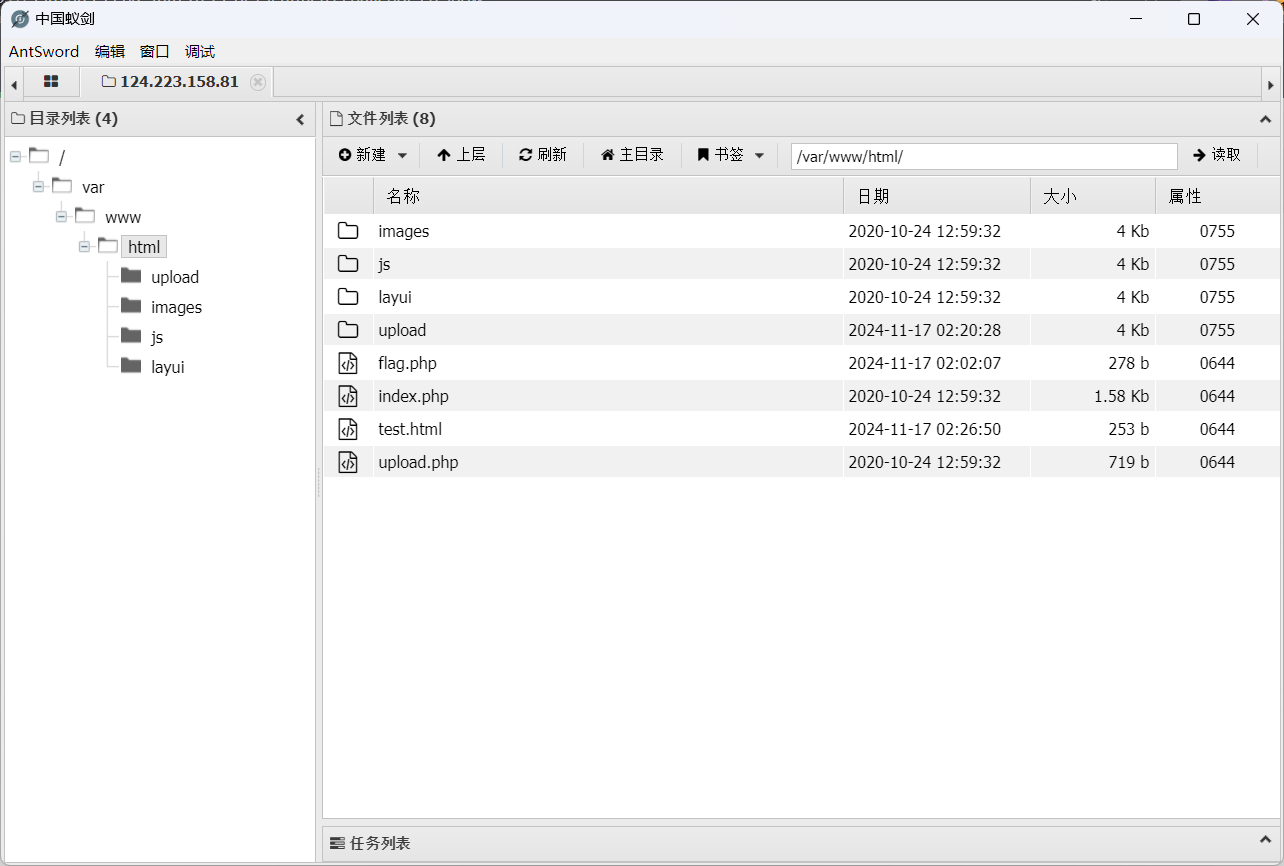 中国蚁剑
AntSword 编辑 窗口 调试
124.223.158.81
目录列表 (4)
/
var
www
html
upload
images
js
layui
文件列表 (8)
新建 上层 刷新 主目录 书签 /var/www/html/ 读取
名称 日期 大小 属性
images 2020-10-24 12:59:32 4 Kb 0755
js 2020-10-24 12:59:32 4 Kb 0755
layui 2020-10-24 12:59:32 4 Kb 0755
upload 2024-11-17 02:20:28 4 Kb 0755
flag.php 2024-11-17 02:02:07 278 b 0644
index.php 2020-10-24 12:59:32 1.58 Kb 0644
test.html 2024-11-17 02:26:50 253 b 0644
upload.php 2020-10-24 12:59:32 719 b 0644
任务列表